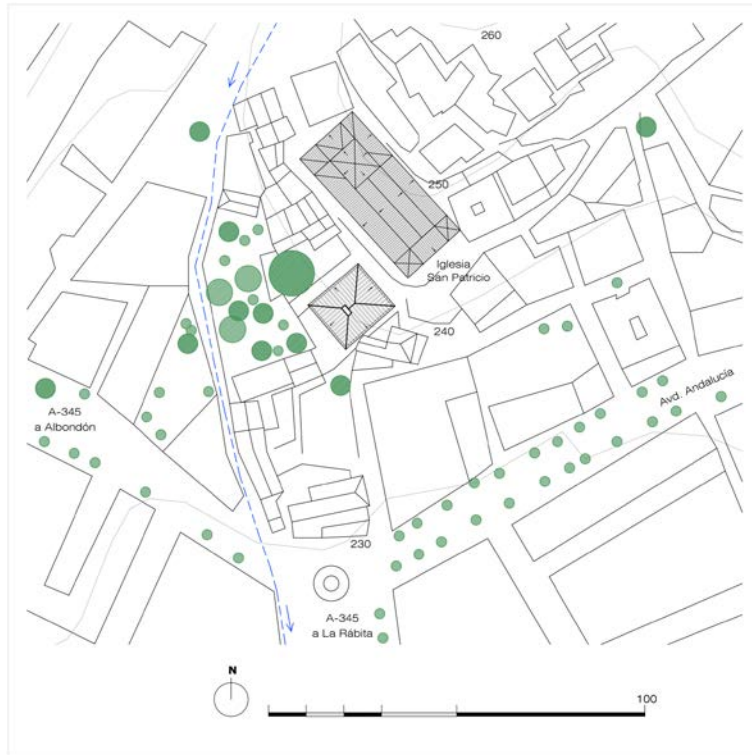 260
250
Iglesia
San Patricio
240
Avd. Andalucía
A-345
a Albondón
230
A-345
a La Rábita
N
100